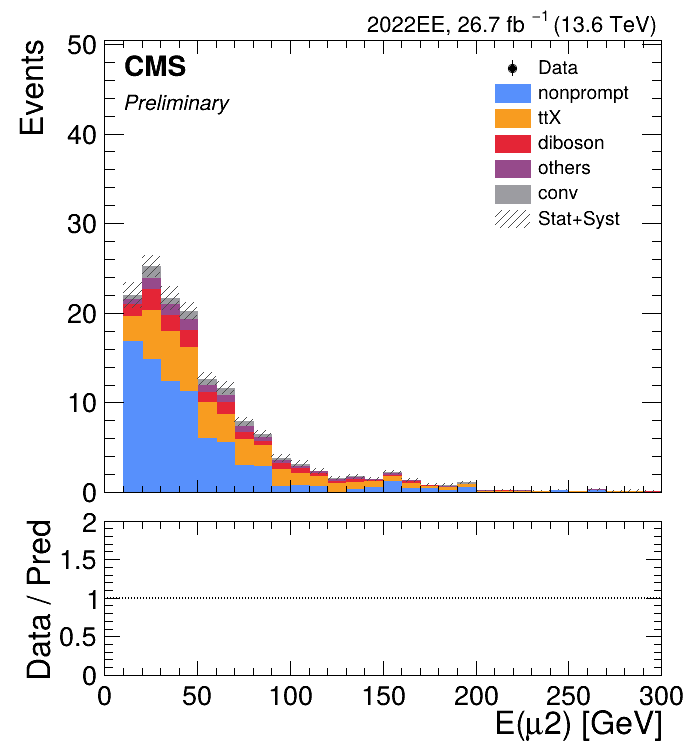 2022EE, 26.7 fb⁻¹ (13.6 TeV)
CMS
Preliminary
Events
50
40
30
20
10
0
Data
nonprompt
ttX
diboson
others
conv
Stat+Syst
Data / Pred
2
1.5
1
0.5
0
0 50 100 150 200 250 300
E(μ2) [GeV]